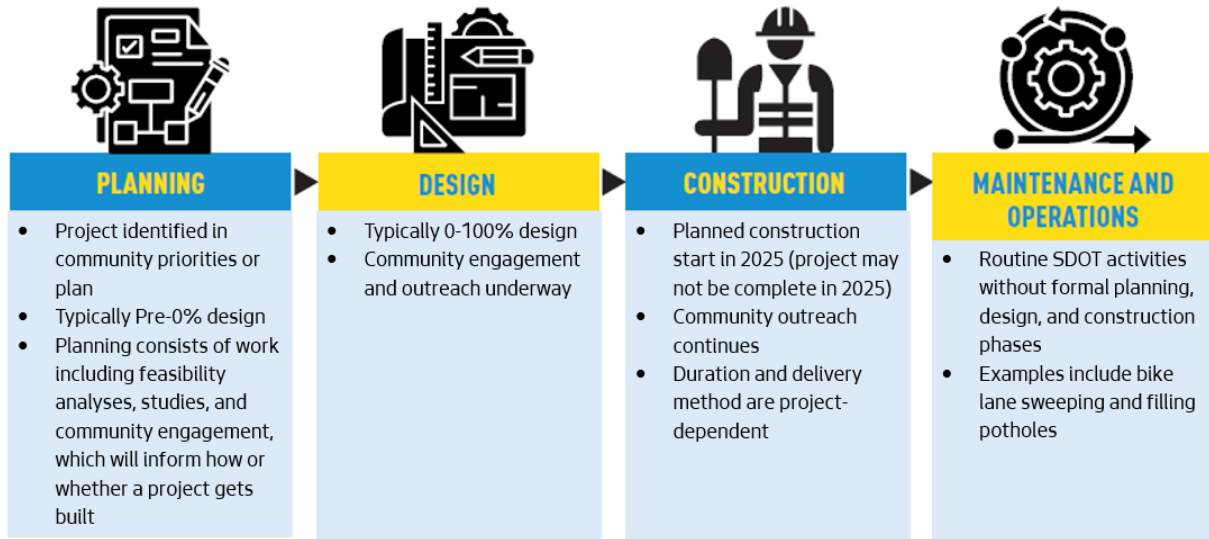 PLANNING
• Project identified in
community priorities or
plan
• Typically Pre-0% design
• Planning consists of work
including feasibility
analyses, studies, and
community engagement,
which will inform how or
whether a project gets
built
DESIGN
• Typically 0-100% design
• Community engagement
and outreach underway
CONSTRUCTION
• Planned construction
start in 2025 (project may
not be complete in 2025)
• Community outreach
continues
• Duration and delivery
method are project-
dependent
MAINTENANCE AND
OPERATIONS
• Routine SDOT activities
without formal planning,
design, and construction
phases
• Examples include bike
lane sweeping and filling
potholes